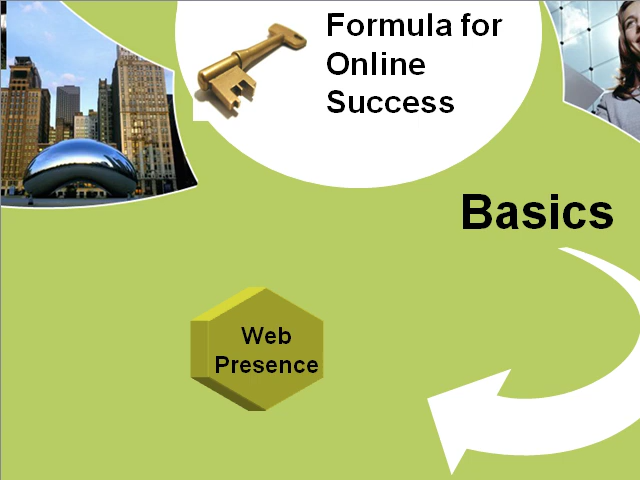 Formula for
Online
Success
Basics
Web
Presence